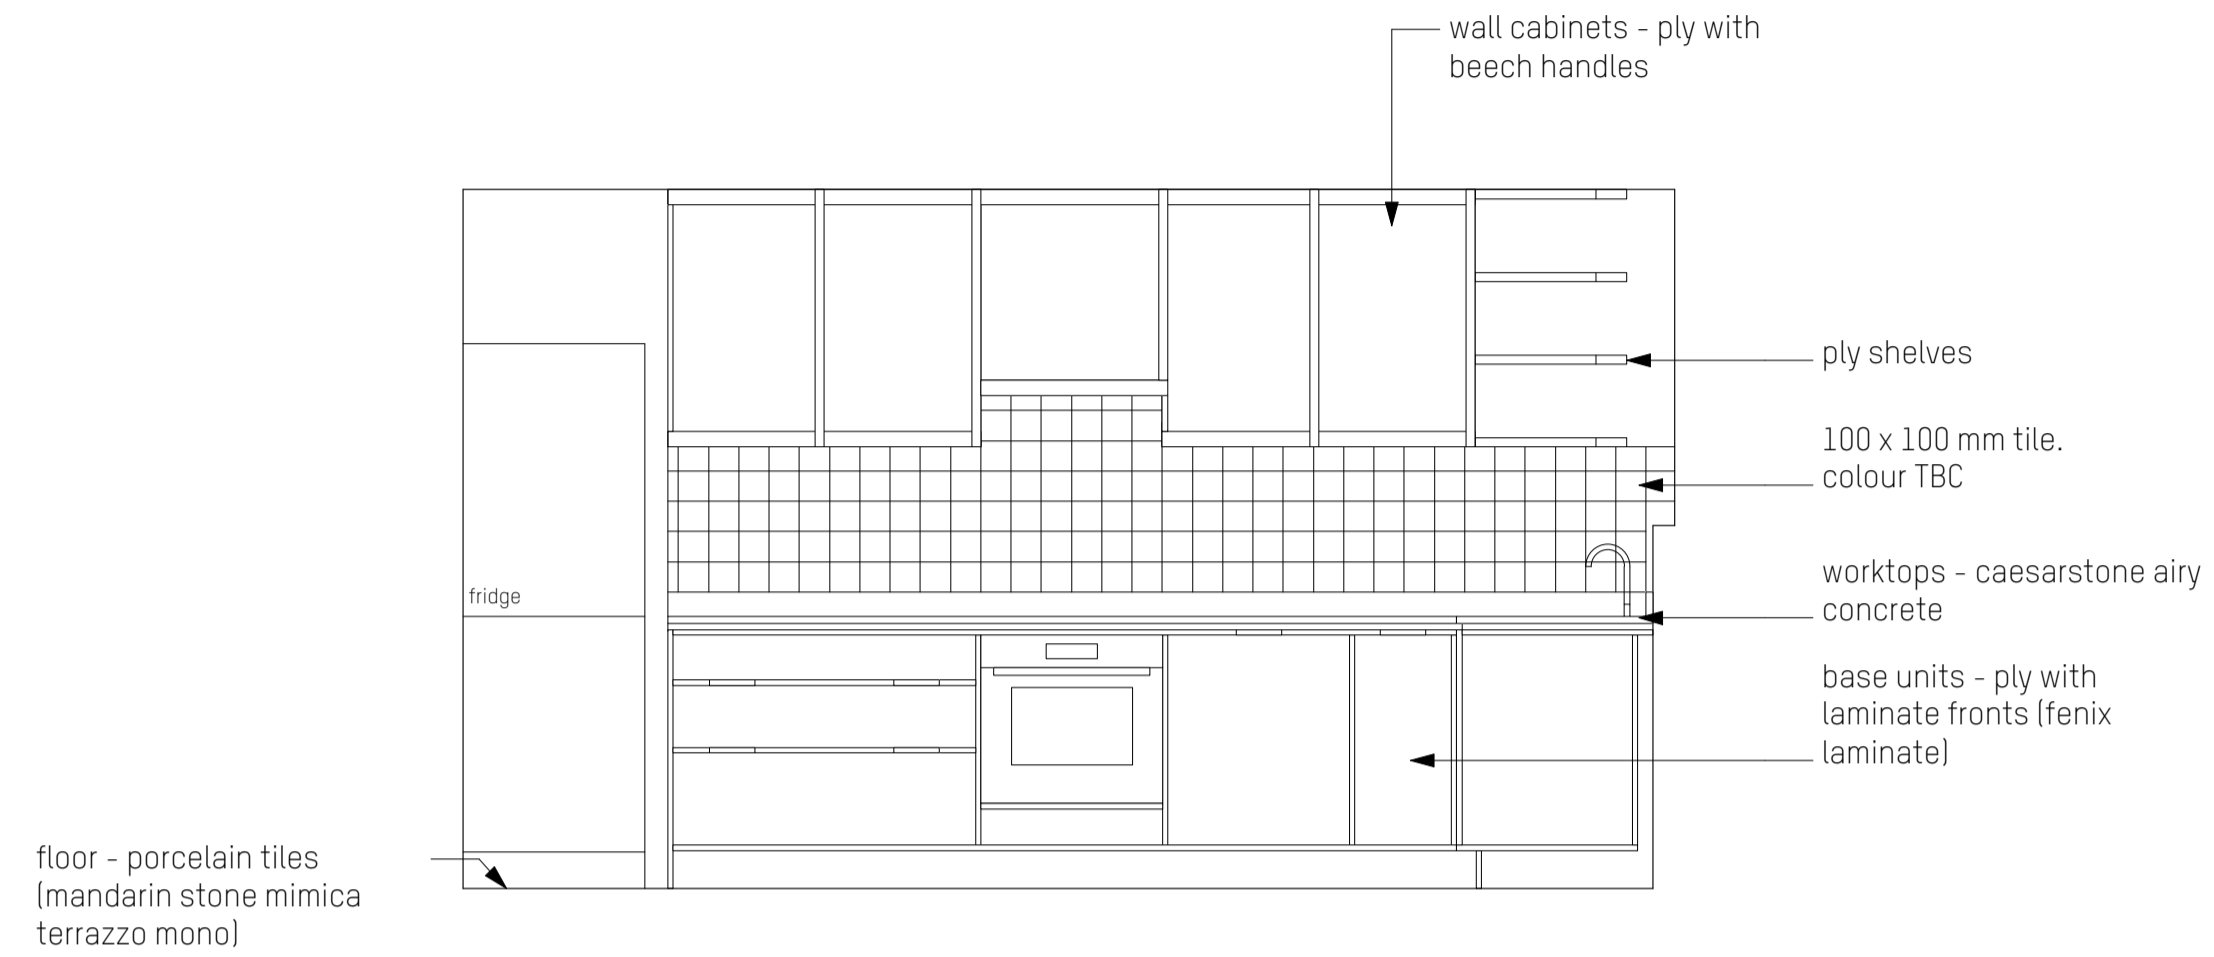 wall cabinets - ply with
beech handles
ply shelves
100 x 100 mm tile.
colour TBC
fridge
worktops - caesarstone airy
concrete
base units - ply with
laminate fronts (fenix
laminate)
floor - porcelain tiles
(mandarin stone mimica
terrazzo mono)